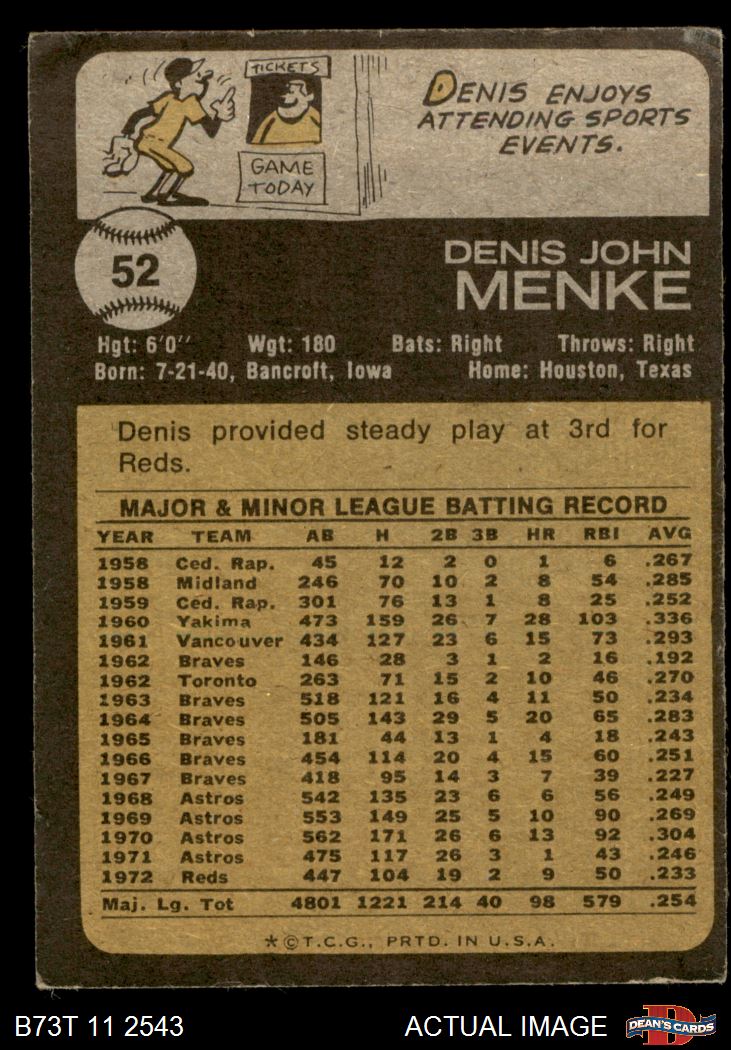 TICKETS
GAME
TODAY
DENIS ENJOYS
ATTENDING SPORTS
EVENTS.
52
DENIS JOHN
MENKE
Hgt: 6'0" Wgt: 180 Bats: Right Throws: Right
Born: 7-21-40, Bancroft, Iowa Home: Houston, Texas
Denis provided steady play at 3rd for
Reds.
MAJOR & MINOR LEAGUE BATTING RECORD
YEAR TEAM AB H 2B 3B HR RBI AVG
1958 Ced. Rap. 45 12 2 0 1 6 .267
1958 Midland 246 70 10 2 8 54 .285
1959 Ced. Rap. 301 76 13 1 8 25 .252
1960 Yakima 473 159 26 7 28 103 .336
1961 Vancouver 434 127 23 6 15 73 .293
1962 Braves 146 28 3 1 2 16 .192
1962 Toronto 263 71 15 2 10 46 .270
1963 Braves 518 121 16 4 11 50 .234
1964 Braves 505 143 29 5 20 65 .283
1965 Braves 181 44 13 1 4 18 .243
1966 Braves 454 114 20 4 15 60 .251
1967 Braves 418 95 14 3 7 39 .227
1968 Astros 542 135 23 6 6 56 .249
1969 Astros 553 149 25 5 10 90 .269
1970 Astros 562 171 26 6 13 92 .304
1971 Astros 475 117 26 3 1 43 .246
1972 Reds 447 104 19 2 9 50 .233
Maj. Lg. Tot 4801 1221 214 40 98 579 .254
*©T.C.G., PRTD. IN U.S.A.
B73T 11 2543 ACTUAL IMAGE
D
DEAN'S CARDS